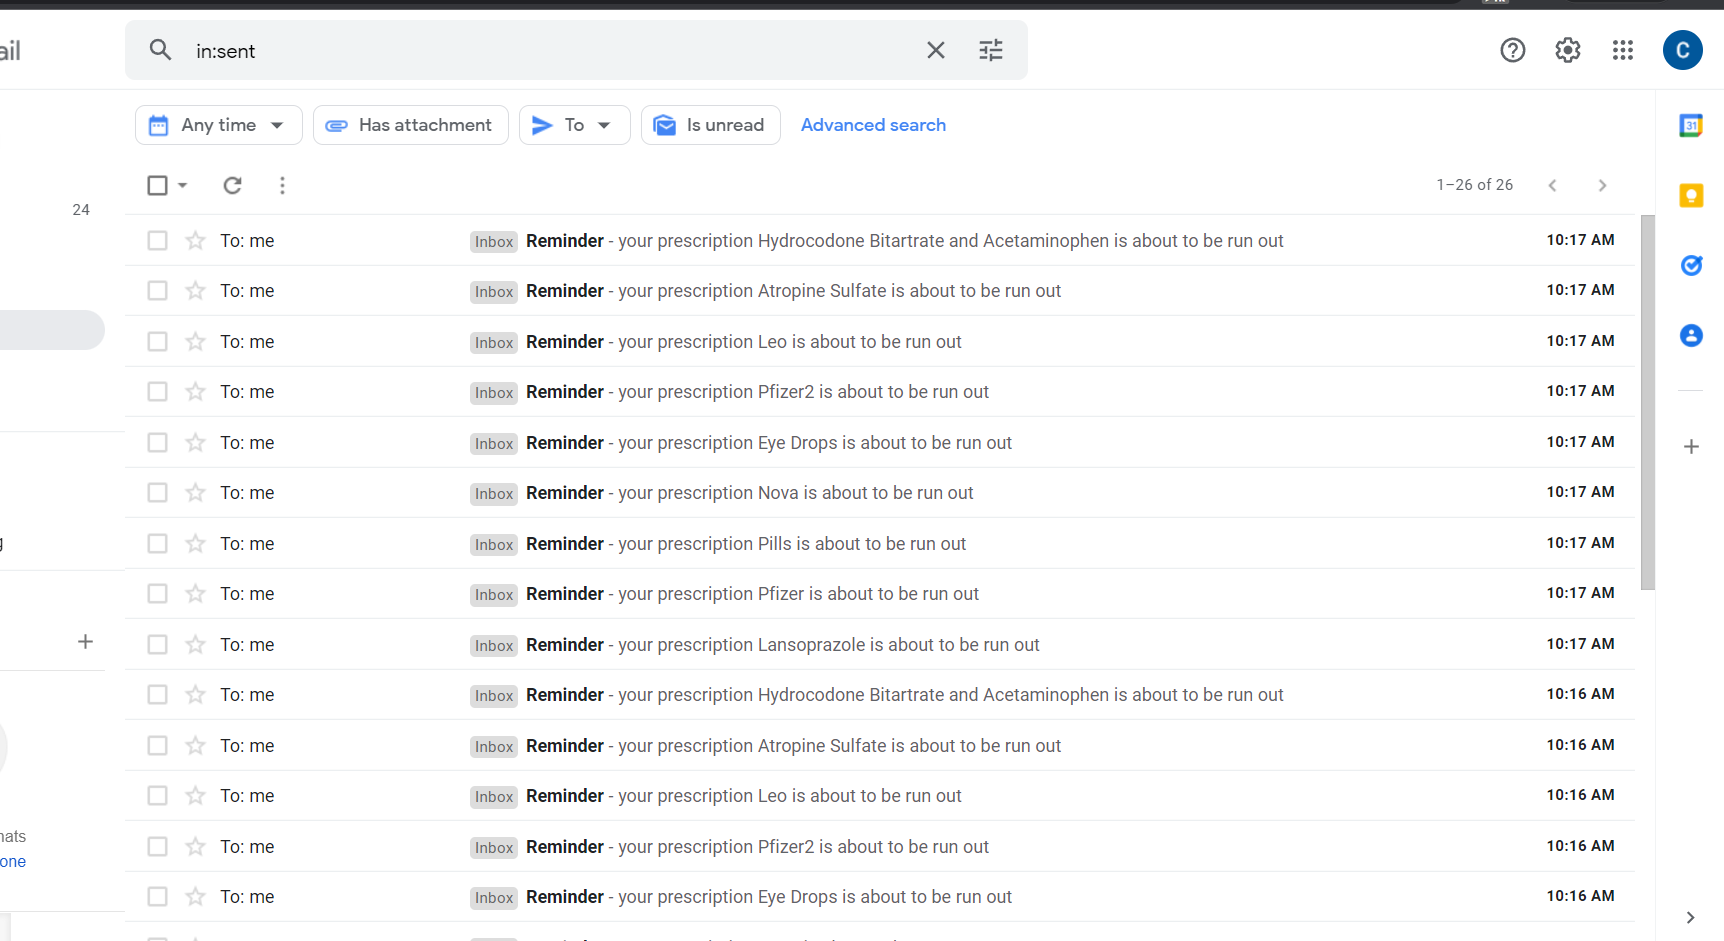 ail
in:sent
C
Any time
Has attachment
To
Is unread
Advanced search
31
1–26 of 26
24
To: me Inbox Reminder - your prescription Hydrocodone Bitartrate and Acetaminophen is about to be run out 10:17 AM
To: me Inbox Reminder - your prescription Atropine Sulfate is about to be run out 10:17 AM
To: me Inbox Reminder - your prescription Leo is about to be run out 10:17 AM
To: me Inbox Reminder - your prescription Pfizer2 is about to be run out 10:17 AM
To: me Inbox Reminder - your prescription Eye Drops is about to be run out 10:17 AM
To: me Inbox Reminder - your prescription Nova is about to be run out 10:17 AM
To: me Inbox Reminder - your prescription Pills is about to be run out 10:17 AM
To: me Inbox Reminder - your prescription Pfizer is about to be run out 10:17 AM
To: me Inbox Reminder - your prescription Lansoprazole is about to be run out 10:17 AM
To: me Inbox Reminder - your prescription Hydrocodone Bitartrate and Acetaminophen is about to be run out 10:16 AM
To: me Inbox Reminder - your prescription Atropine Sulfate is about to be run out 10:16 AM
To: me Inbox Reminder - your prescription Leo is about to be run out 10:16 AM
hats
To: me Inbox Reminder - your prescription Pfizer2 is about to be run out 10:16 AM
one
To: me Inbox Reminder - your prescription Eye Drops is about to be run out 10:16 AM